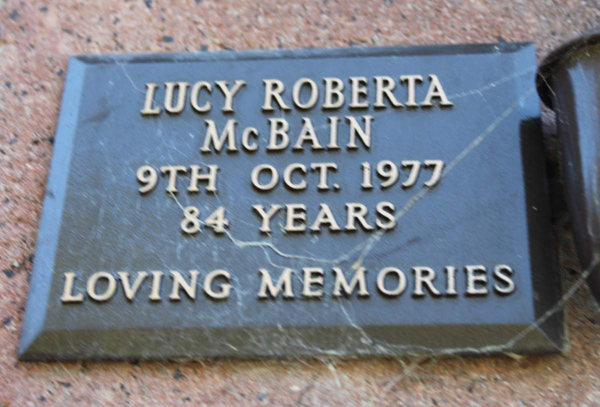 LUCY ROBERTA
McBAIN
9TH OCT. 1977
84 YEARS
LOVING MEMORIES